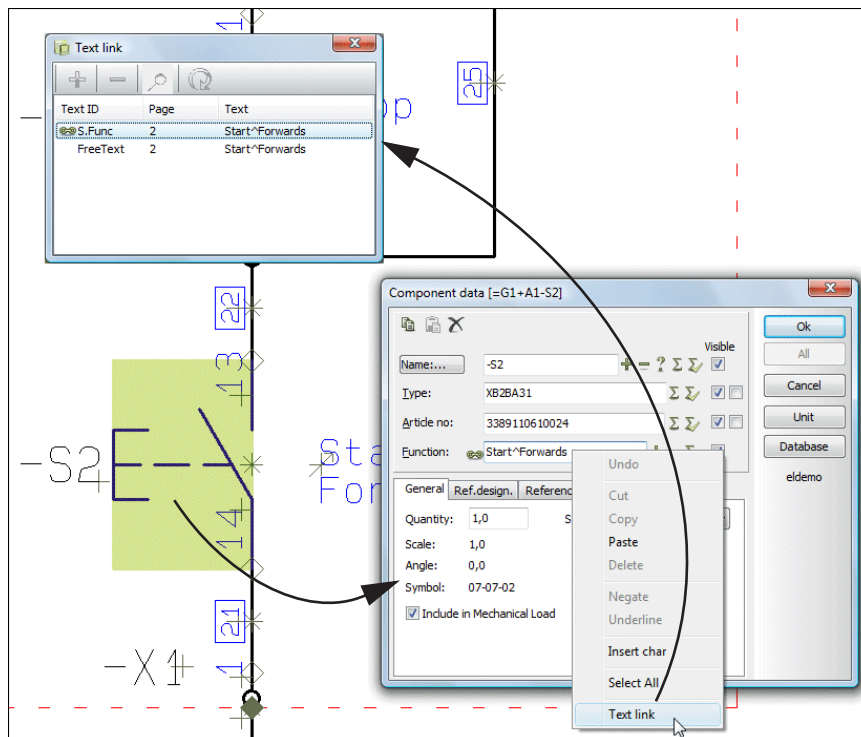 1
Text link
25
Text ID Page Text
S.Func 2 Start^Forwards
FreeText 2 Start^Forwards
op
22
13
-S2
14
Sta
For
21
-X1
1
Component data [=G1+A1-S2]
Visible
Name:... -S2
Type: XB2BA31
Article no: 3389110610024
Function: Start^Forwards
General Ref.design. Referenc
Quantity: 1,0 S
Scale: 1,0
Angle: 0,0
Symbol: 07-07-02
Include in Mechanical Load
Ok
All
Cancel
Unit
Database
eldemo
Undo
Cut
Copy
Paste
Delete
Negate
Underline
Insert char
Select All
Text link